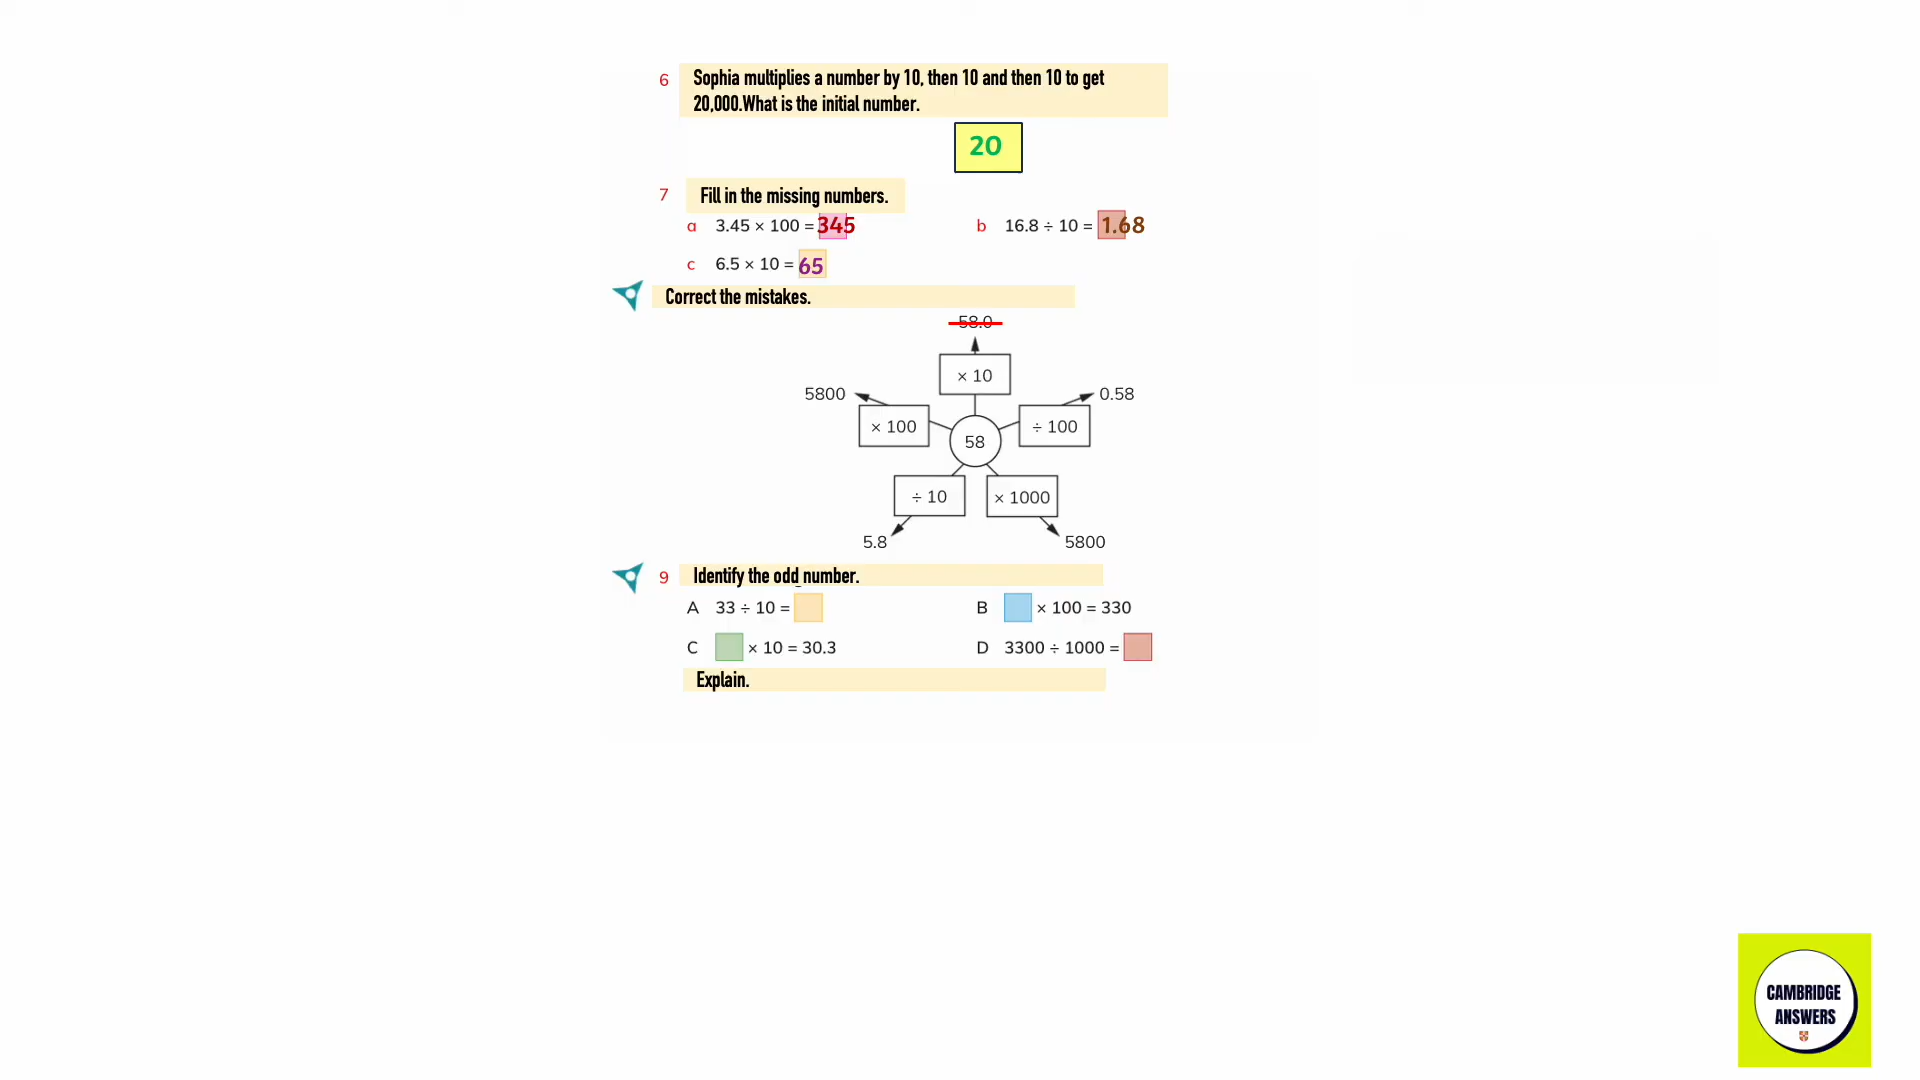 6 Sophia multiplies a number by 10, then 10 and then 10 to get
20,000.What is the initial number.
20
7 Fill in the missing numbers.
a 3.45 × 100 = 345 b 16.8 ÷ 10 = 1.68
c 6.5 × 10 = 65
Correct the mistakes.
58.0
× 10
5800 0.58
× 100 ÷ 100
58
÷ 10 × 1000
5.8 5800
9 Identify the odd number.
A 33 ÷ 10 = B × 100 = 330
C × 10 = 30.3 D 3300 ÷ 1000 =
Explain.
CAMBRIDGE
ANSWERS